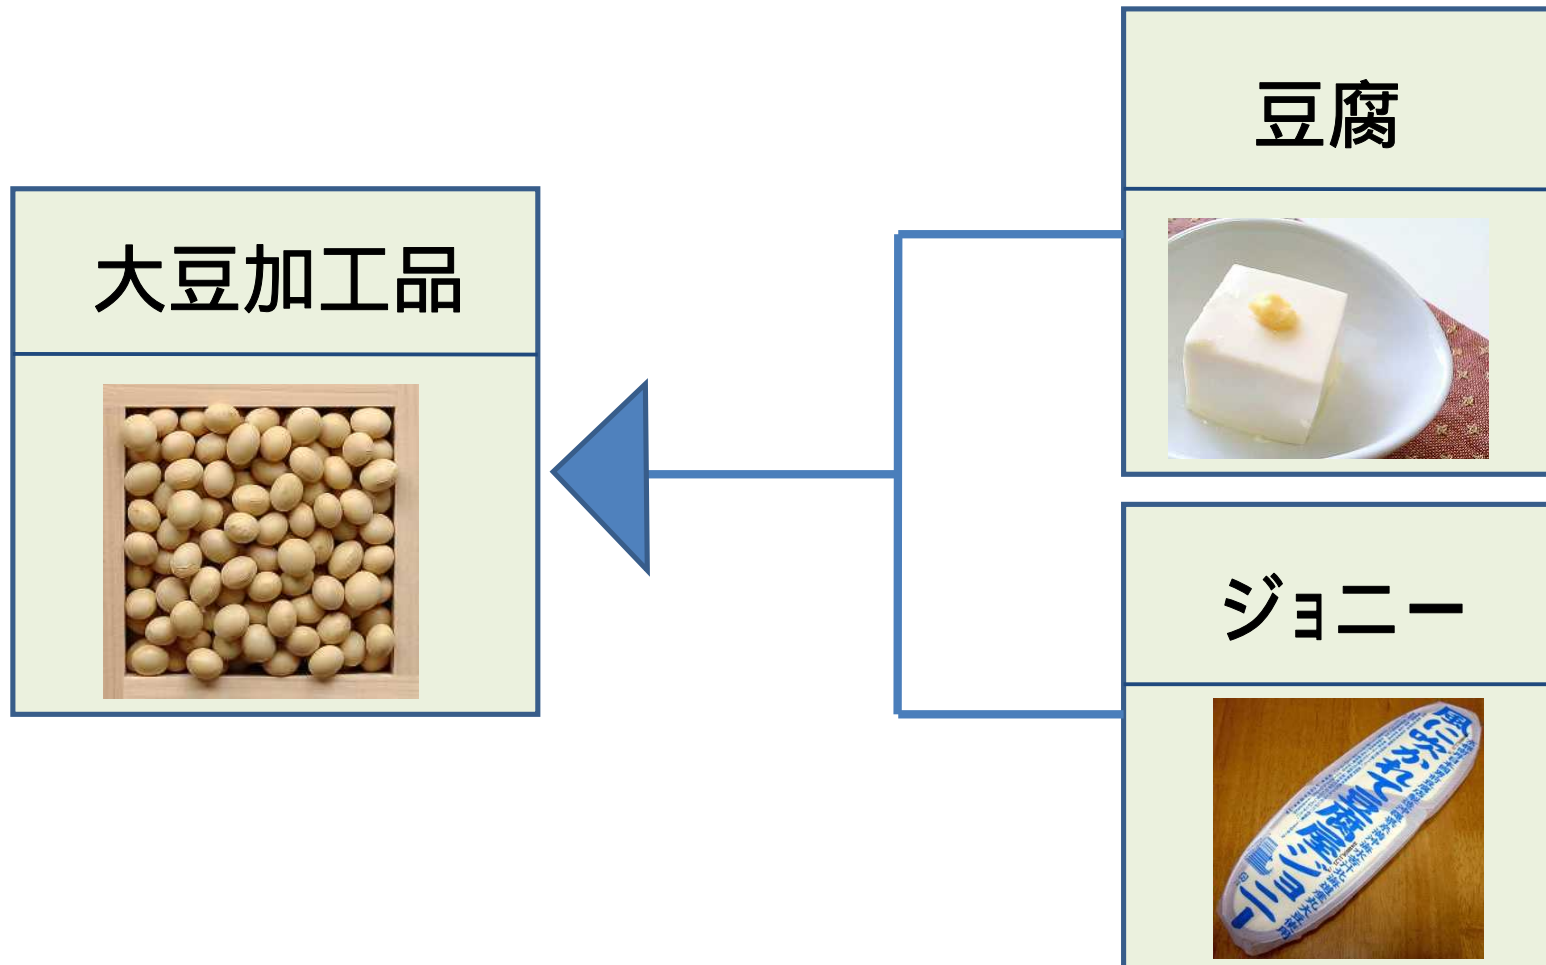 豆腐
大豆加工品
ジョニー
風に吹かれて豆腐屋ジョニー